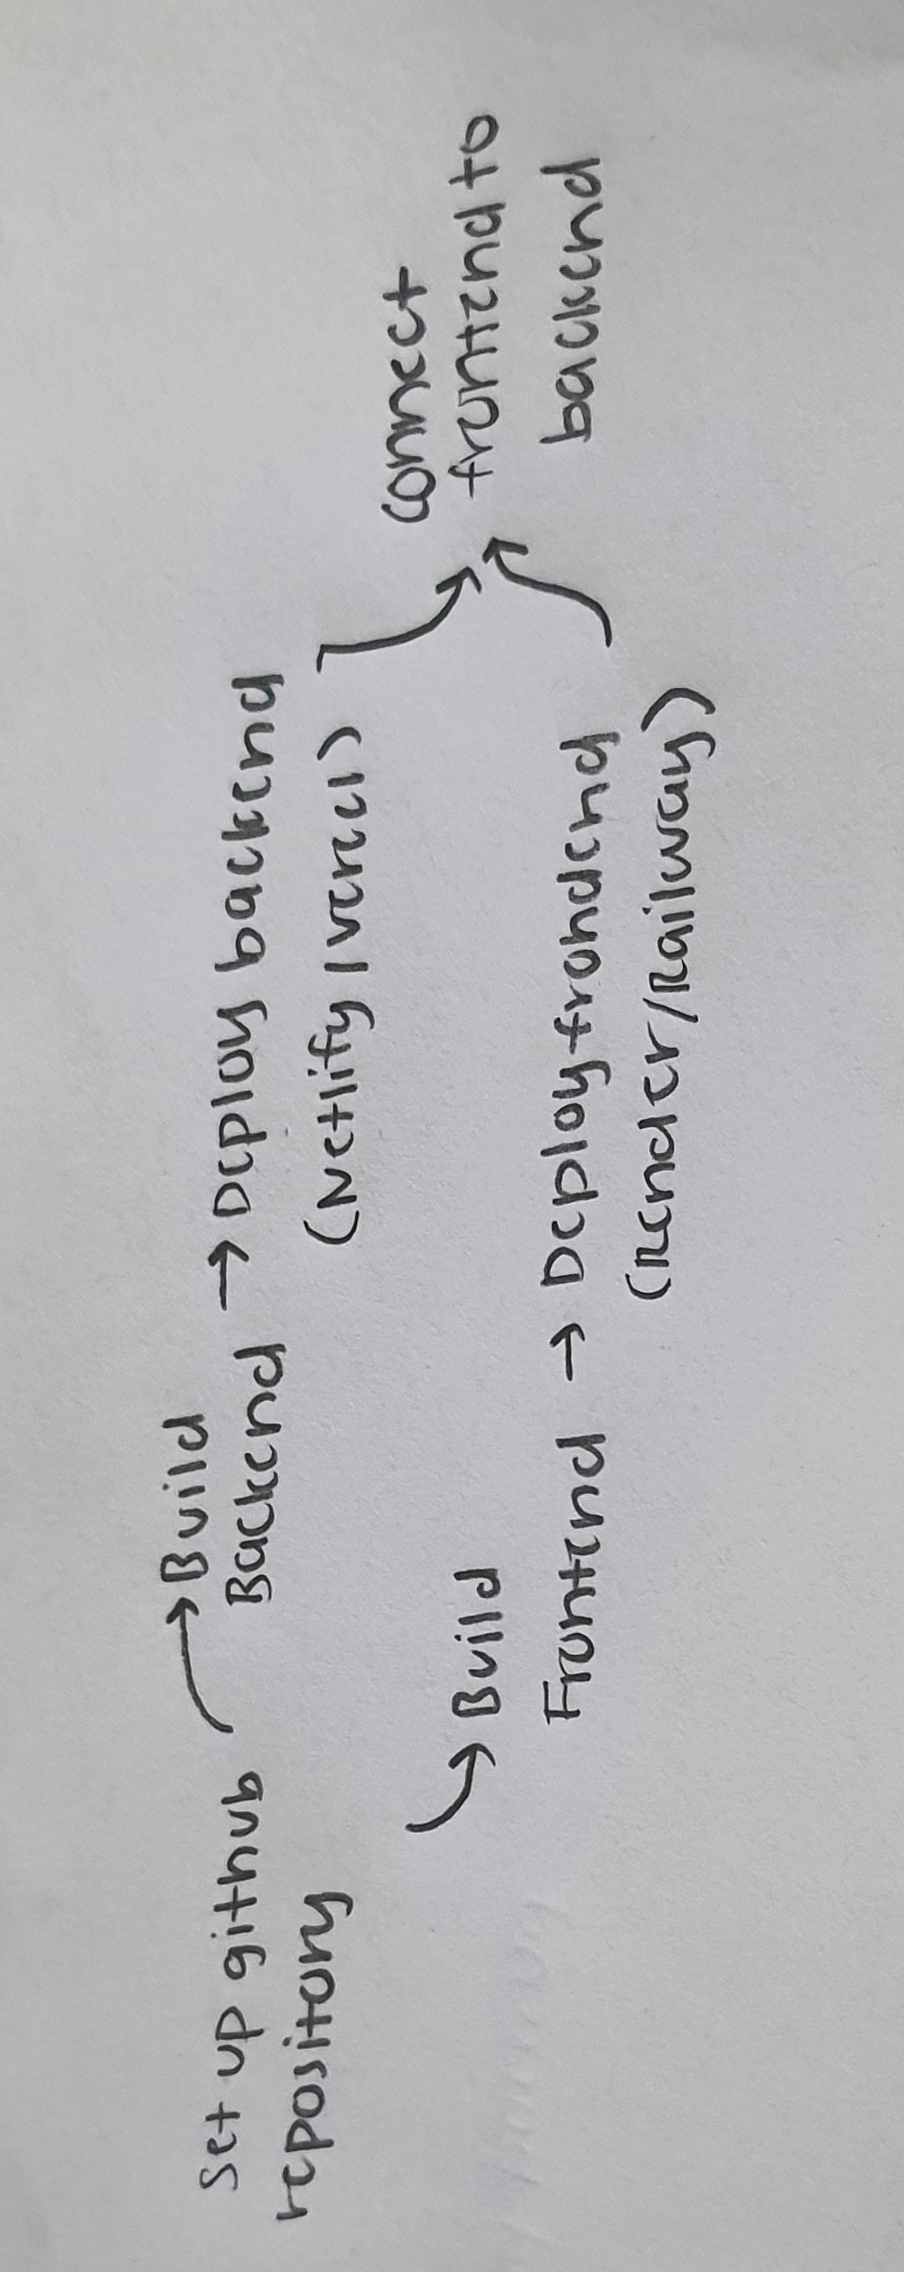 set up github
repository
Build
Backend
Deploy backend
(Netlify / vercel)
Build
Frontend
Deploy frondend
(Render/Railway)
connect
frontend to
backend